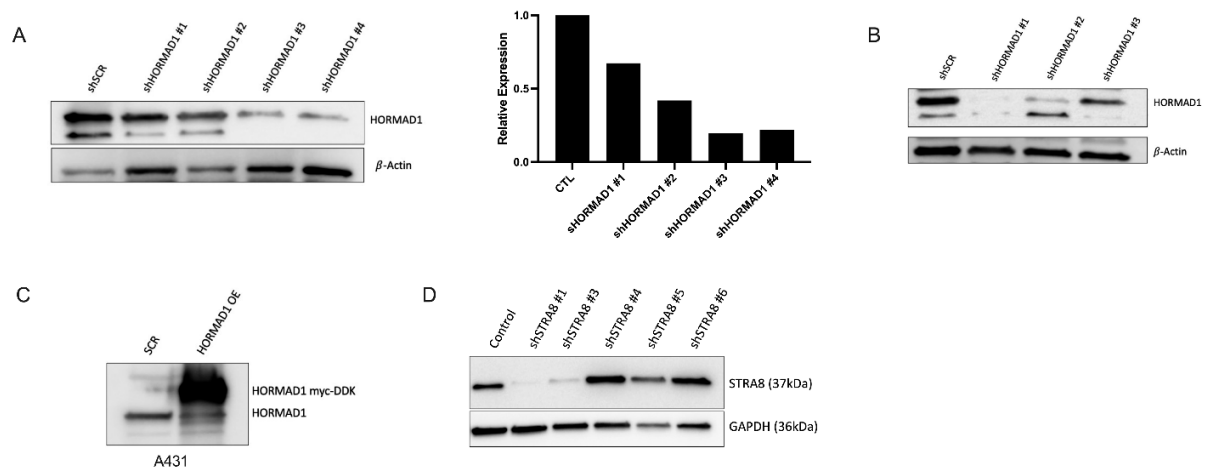 A
shSCR
shHORMAD1 #1
shHORMAD1 #2
shHORMAD1 #3
shHORMAD1 #4
HORMAD1
β-Actin
Relative Expression
1.0
0.5
0.0
CTL
sHORMAD1 #1
shHORMAD1 #2
shHORMAD1 #3
shHORMAD1 #4
B
shSCR
shHORMAD1 #1
shHORMAD1 #2
shHORMAD1 #3
HORMAD1
β-Actin
C
SCR
HORMAD1 OE
HORMAD1 myc-DDK
HORMAD1
A431
D
Control
shSTRA8 #1
shSTRA8 #3
shSTRA8 #4
shSTRA8 #5
shSTRA8 #6
STRA8 (37kDa)
GAPDH (36kDa)